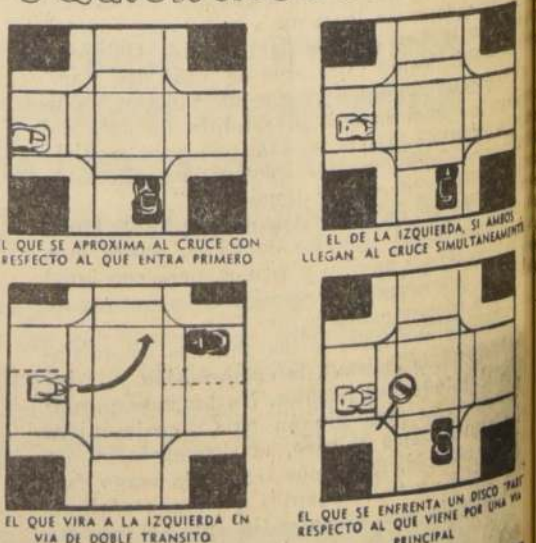 QUE SE APROXIMA AL CRUCE CON
RESFECTO AL QUE ENTRA PRIMERO
EL DE LA IZQUIERDA, SI AMBOS
LLEGAN AL CRUCE SIMULTANEAMENTE
EL QUE VIRA A LA IZQUIERDA EN
VIA DE DOBLE TRANSITO
EL QUE SE ENFRENTA UN DISCO "PARE"
RESPECTO AL QUE VIENE POR UNA VIA
PRINCIPAL